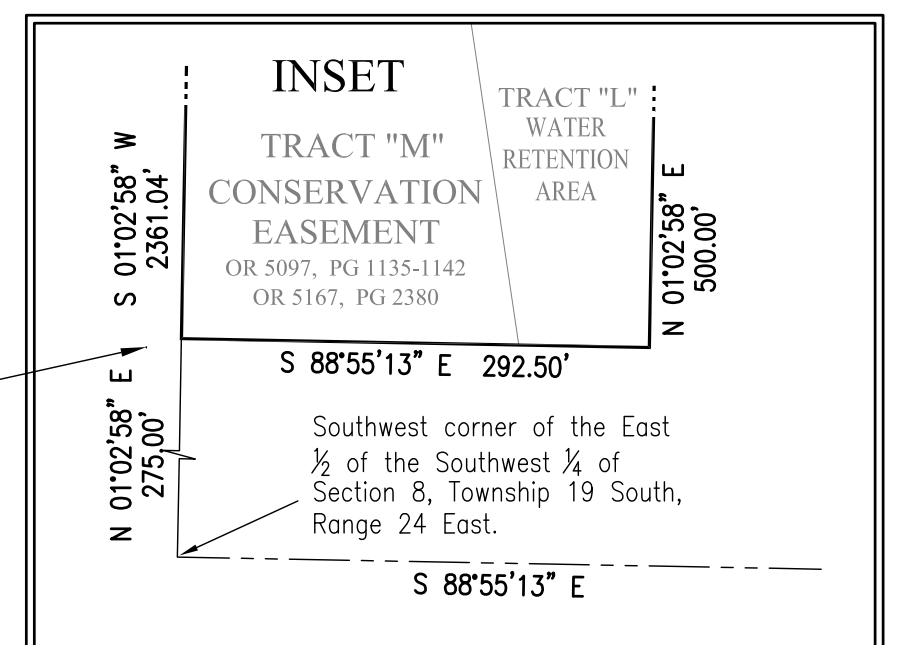 INSET
TRACT "M"
CONSERVATION
EASEMENT
OR 5097, PG 1135-1142
OR 5167, PG 2380
TRACT "L"
WATER
RETENTION
AREA
S 01°02'58" W
2361.04'
N 01°02'58" E
500.00'
S 88°55'13" E 292.50'
N 01°02'58" E
275.00'
Southwest corner of the East
½ of the Southwest ¼ of
Section 8, Township 19 South,
Range 24 East.
S 88°55'13" E